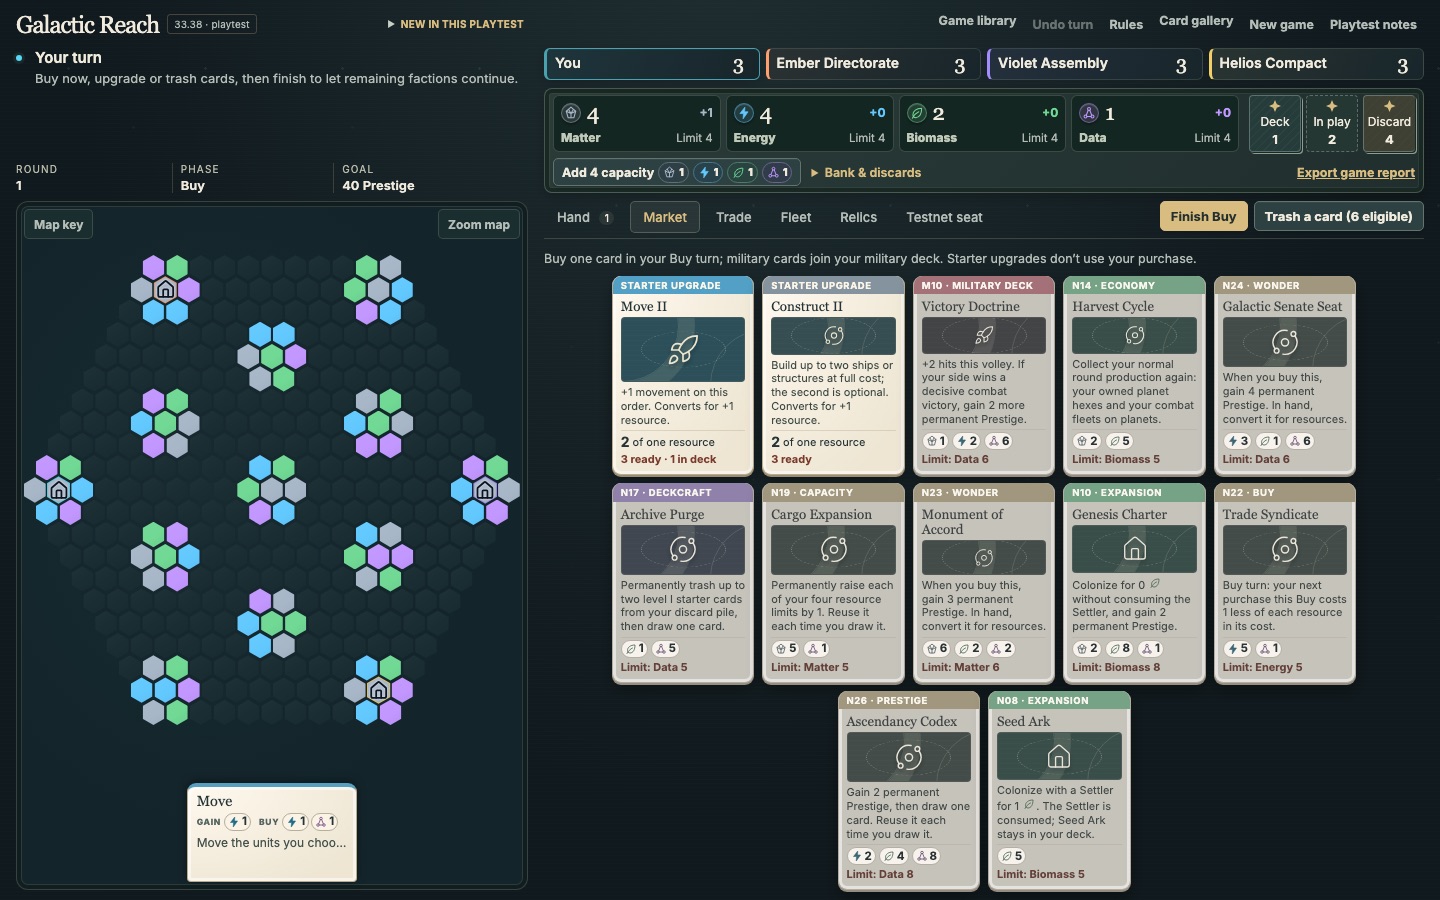 Galactic Reach
33.38 · playtest
NEW IN THIS PLAYTEST
Game library
Undo turn
Rules
Card gallery
New game
Playtest notes
Your turn
Buy now, upgrade or trash cards, then finish to let remaining factions continue.
You 3
Ember Directorate 3
Violet Assembly 3
Helios Compact 3
4 +1
Matter Limit 4
4 +0
Energy Limit 4
2 +0
Biomass Limit 4
1 +0
Data Limit 4
Deck
1
In play
2
Discard
4
Add 4 capacity 1 1 1 1
Bank & discards
Export game report
ROUND
1
PHASE
Buy
GOAL
40 Prestige
Map key
Zoom map
Hand 1
Market
Trade
Fleet
Relics
Testnet seat
Finish Buy
Trash a card (6 eligible)
Buy one card in your Buy turn; military cards join your military deck. Starter upgrades don't use your purchase.
STARTER UPGRADE
Move II
+1 movement on this
order. Converts for +1
resource.
2 of one resource
3 ready · 1 in deck
STARTER UPGRADE
Construct II
Build up to two ships or
structures at full cost;
the second is optional.
Converts for +1
resource.
2 of one resource
3 ready
M10 · MILITARY DECK
Victory Doctrine
+2 hits this volley. If
your side wins a
decisive combat
victory, gain 2 more
permanent Prestige.
1 2 6
Limit: Data 6
N14 · ECONOMY
Harvest Cycle
Collect your normal
round production again:
your owned planet
hexes and your combat
fleets on planets.
2 5
Limit: Biomass 5
N24 · WONDER
Galactic Senate Seat
When you buy this,
gain 4 permanent
Prestige. In hand,
convert it for resources.
3 1 6
Limit: Data 6
N17 · DECKCRAFT
Archive Purge
Permanently trash up to
two level I starter cards
from your discard pile,
then draw one card.
1 5
Limit: Data 5
N19 · CAPACITY
Cargo Expansion
Permanently raise each
of your four resource
limits by 1. Reuse it
each time you draw it.
5 1
Limit: Matter 5
N23 · WONDER
Monument of
Accord
When you buy this,
gain 3 permanent
Prestige. In hand,
convert it for resources.
6 2 2
Limit: Matter 6
N10 · EXPANSION
Genesis Charter
Colonize for 0
without consuming the
Settler, and gain 2
permanent Prestige.
2 8 1
Limit: Biomass 8
N22 · BUY
Trade Syndicate
Buy turn: your next
purchase this Buy costs
1 less of each resource
in its cost.
5 1
Limit: Energy 5
N26 · PRESTIGE
Ascendancy Codex
Gain 2 permanent
Prestige, then draw one
card. Reuse it each
time you draw it.
2 4 8
Limit: Data 8
N08 · EXPANSION
Seed Ark
Colonize with a Settler
for 1 . The Settler is
consumed; Seed Ark
stays in your deck.
5
Limit: Biomass 5
Move
GAIN 1 BUY 1 1
Move the units you choo...